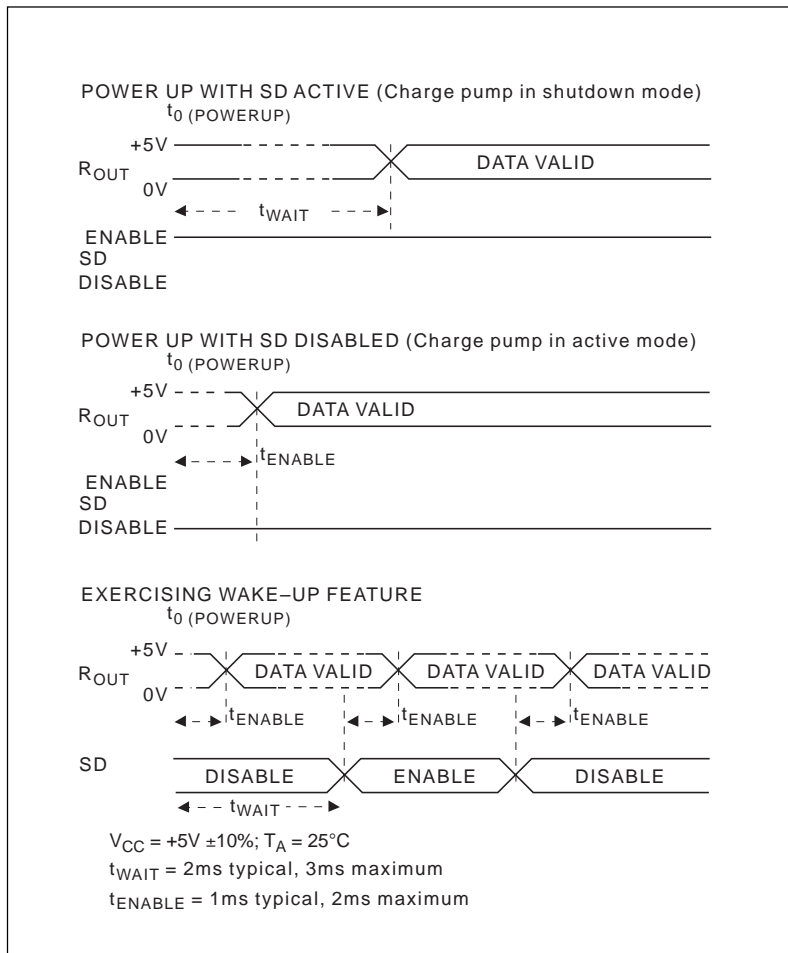 POWER UP WITH SD ACTIVE (Charge pump in shutdown mode)
t0 (POWERUP)
+5V
ROUT
DATA VALID
0V
tWAIT
ENABLE
SD
DISABLE
POWER UP WITH SD DISABLED (Charge pump in active mode)
t0 (POWERUP)
+5V
ROUT
DATA VALID
0V
tENABLE
ENABLE
SD
DISABLE
EXERCISING WAKE–UP FEATURE
t0 (POWERUP)
+5V
ROUT
DATA VALID DATA VALID DATA VALID
0V
tENABLE tENABLE tENABLE
SD
DISABLE ENABLE DISABLE
tWAIT
VCC = +5V ±10%; TA = 25°C
tWAIT = 2ms typical, 3ms maximum
tENABLE = 1ms typical, 2ms maximum